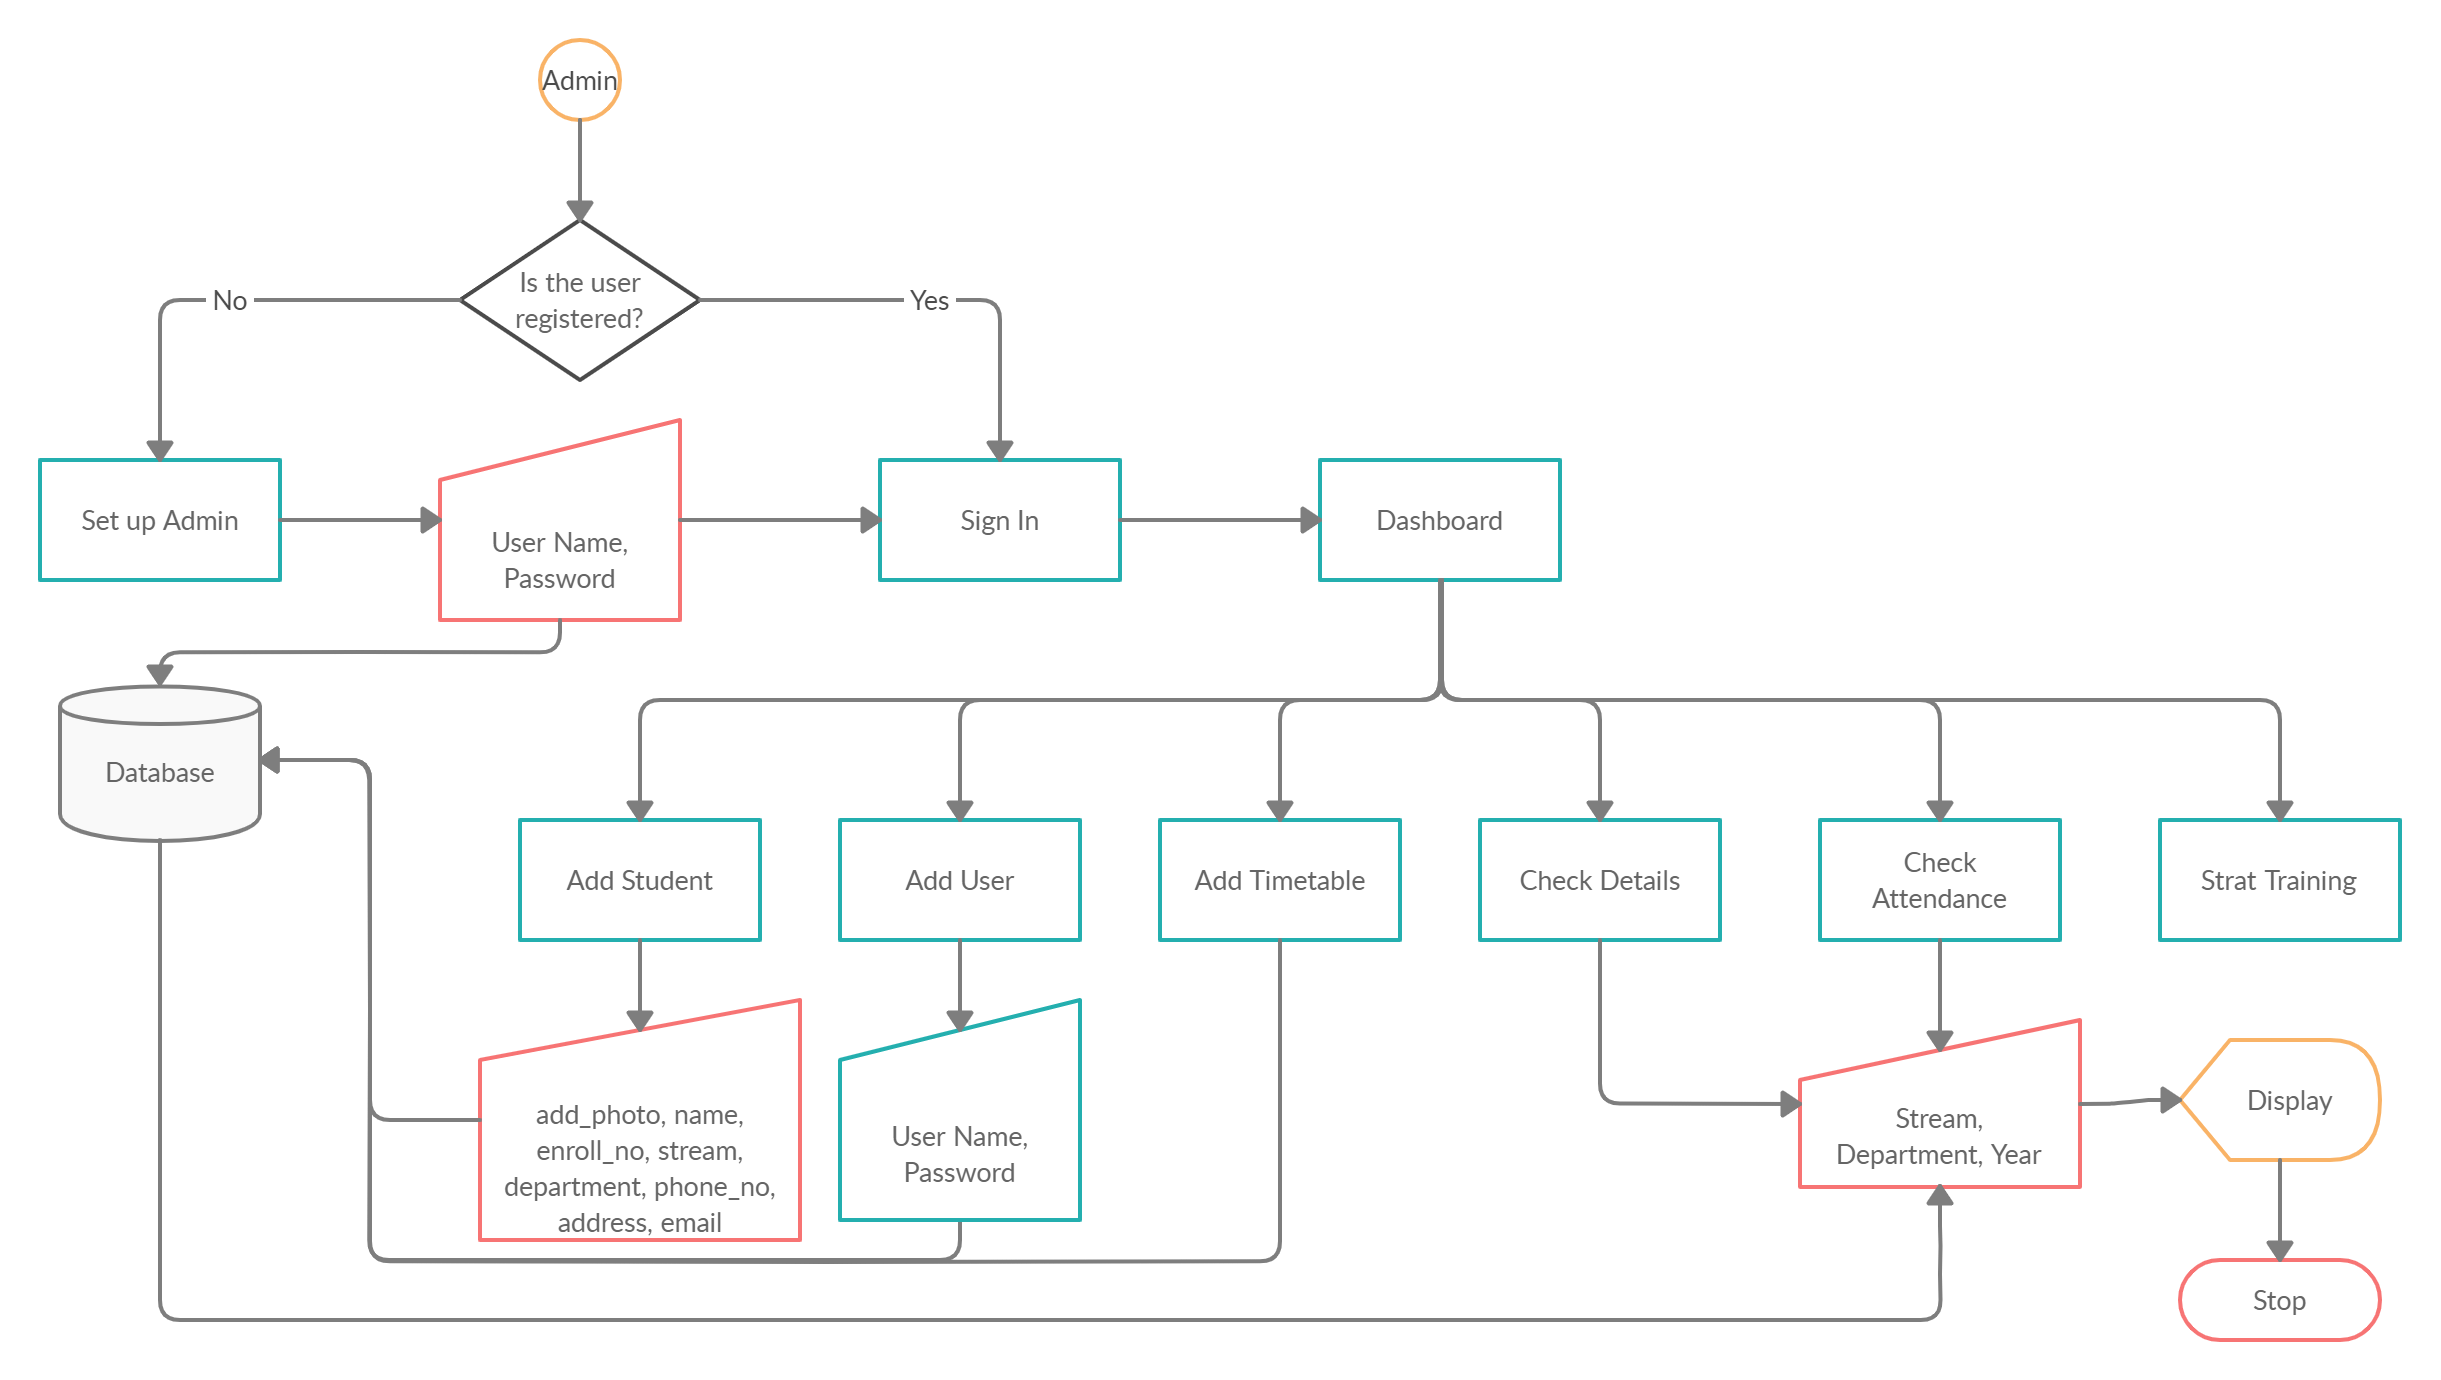 Admin
Is the user
registered?
No
Yes
Set up Admin
User Name,
Password
Sign In
Dashboard
Database
Add Student
Add User
Add Timetable
Check Details
Check
Attendance
Strat Training
add_photo, name,
enroll_no, stream,
department, phone_no,
address, email
User Name,
Password
Stream,
Department, Year
Display
Stop